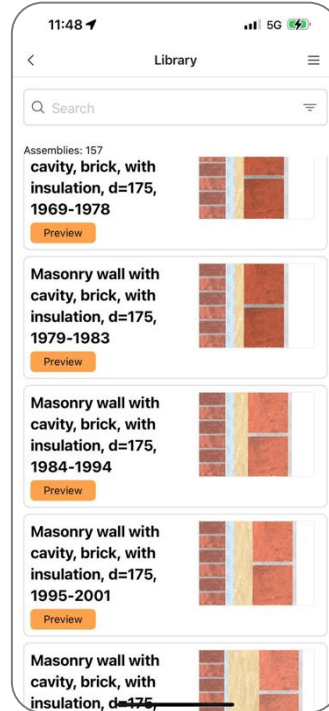 11:48
5G
Library
Search
Assemblies: 157
cavity, brick, with
insulation, d=175,
1969-1978
Preview
Masonry wall with
cavity, brick, with
insulation, d=175,
1979-1983
Preview
Masonry wall with
cavity, brick, with
insulation, d=175,
1984-1994
Preview
Masonry wall with
cavity, brick, with
insulation, d=175,
1995-2001
Preview
Masonry wall with
cavity, brick, with
insulation, d=175,